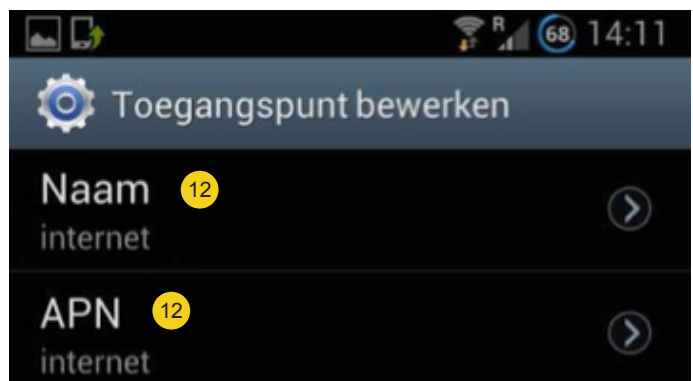 R 68 14:11
Toegangspunt bewerken
Naam 12
internet
APN 12
internet